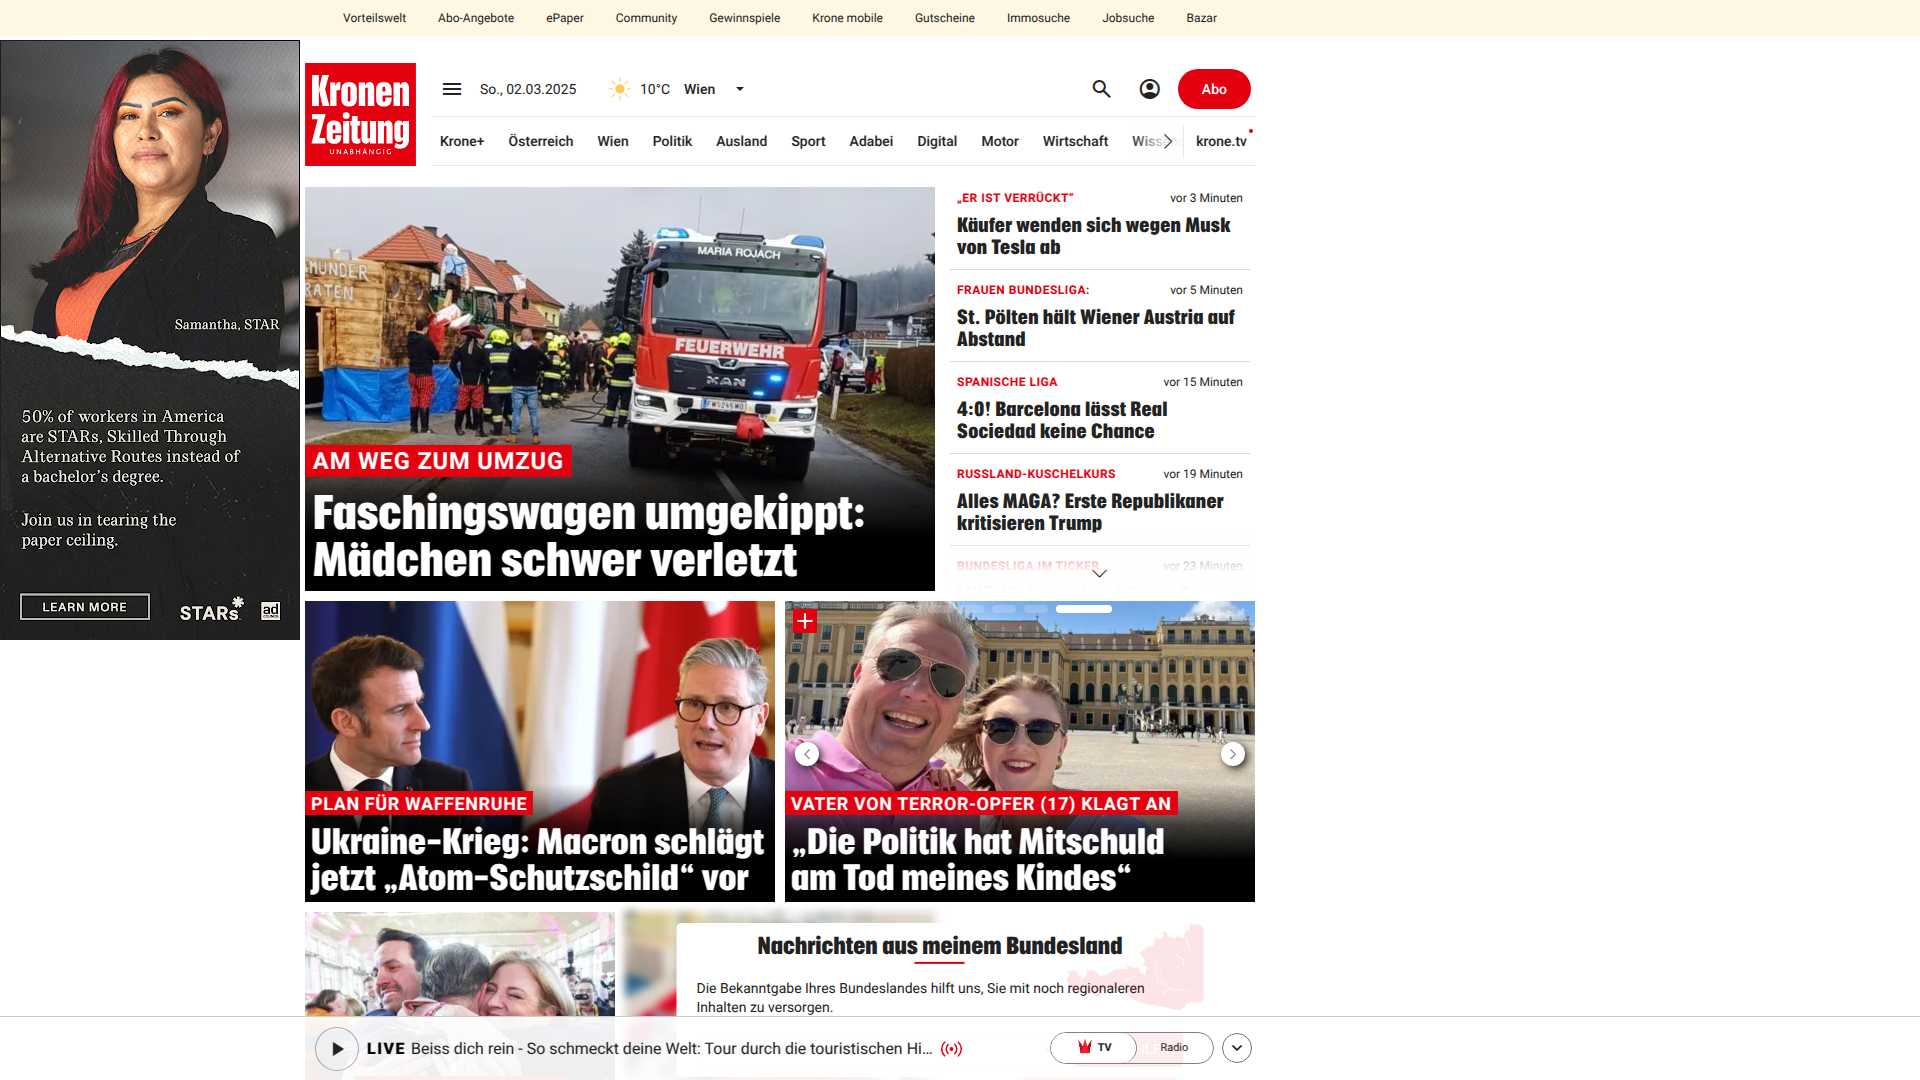 Vorteilswelt Abo-Angebote ePaper Community Gewinnspiele Krone mobile Gutscheine Immosuche Jobsuche Bazar
Samantha, STAR
50% of workers in America
are STARs, Skilled Through
Alternative Routes instead of
a bachelor's degree.
Join us in tearing the
paper ceiling.
LEARN MORE
STARs*
ad
Kronen
Zeitung
UNABHÄNGIG
So., 02.03.2025 10°C Wien
Abo
Krone+ Österreich Wien Politik Ausland Sport Adabei Digital Motor Wirtschaft krone.tv
MARIA ROJACH
FEUERWEHR
MAN
AM WEG ZUM UMZUG
Faschingswagen umgekippt:
Mädchen schwer verletzt
„ER IST VERRÜCKT“ vor 3 Minuten
Käufer wenden sich wegen Musk
von Tesla ab
FRAUEN BUNDESLIGA: vor 5 Minuten
St. Pölten hält Wiener Austria auf
Abstand
SPANISCHE LIGA vor 15 Minuten
4:0! Barcelona lässt Real
Sociedad keine Chance
RUSSLAND-KUSCHELKURS vor 19 Minuten
Alles MAGA? Erste Republikaner
kritisieren Trump
BUNDESLIGA IM TICKER vor 23 Minuten
PLAN FÜR WAFFENRUHE
Ukraine-Krieg: Macron schlägt
jetzt „Atom-Schutzschild“ vor
VATER VON TERROR-OPFER (17) KLAGT AN
„Die Politik hat Mitschuld
am Tod meines Kindes“
Nachrichten aus meinem Bundesland
Die Bekanntgabe Ihres Bundeslandes hilft uns, Sie mit noch regionaleren
Inhalten zu versorgen.
LIVE Beiss dich rein - So schmeckt deine Welt: Tour durch die touristischen Hi...
TV Radio